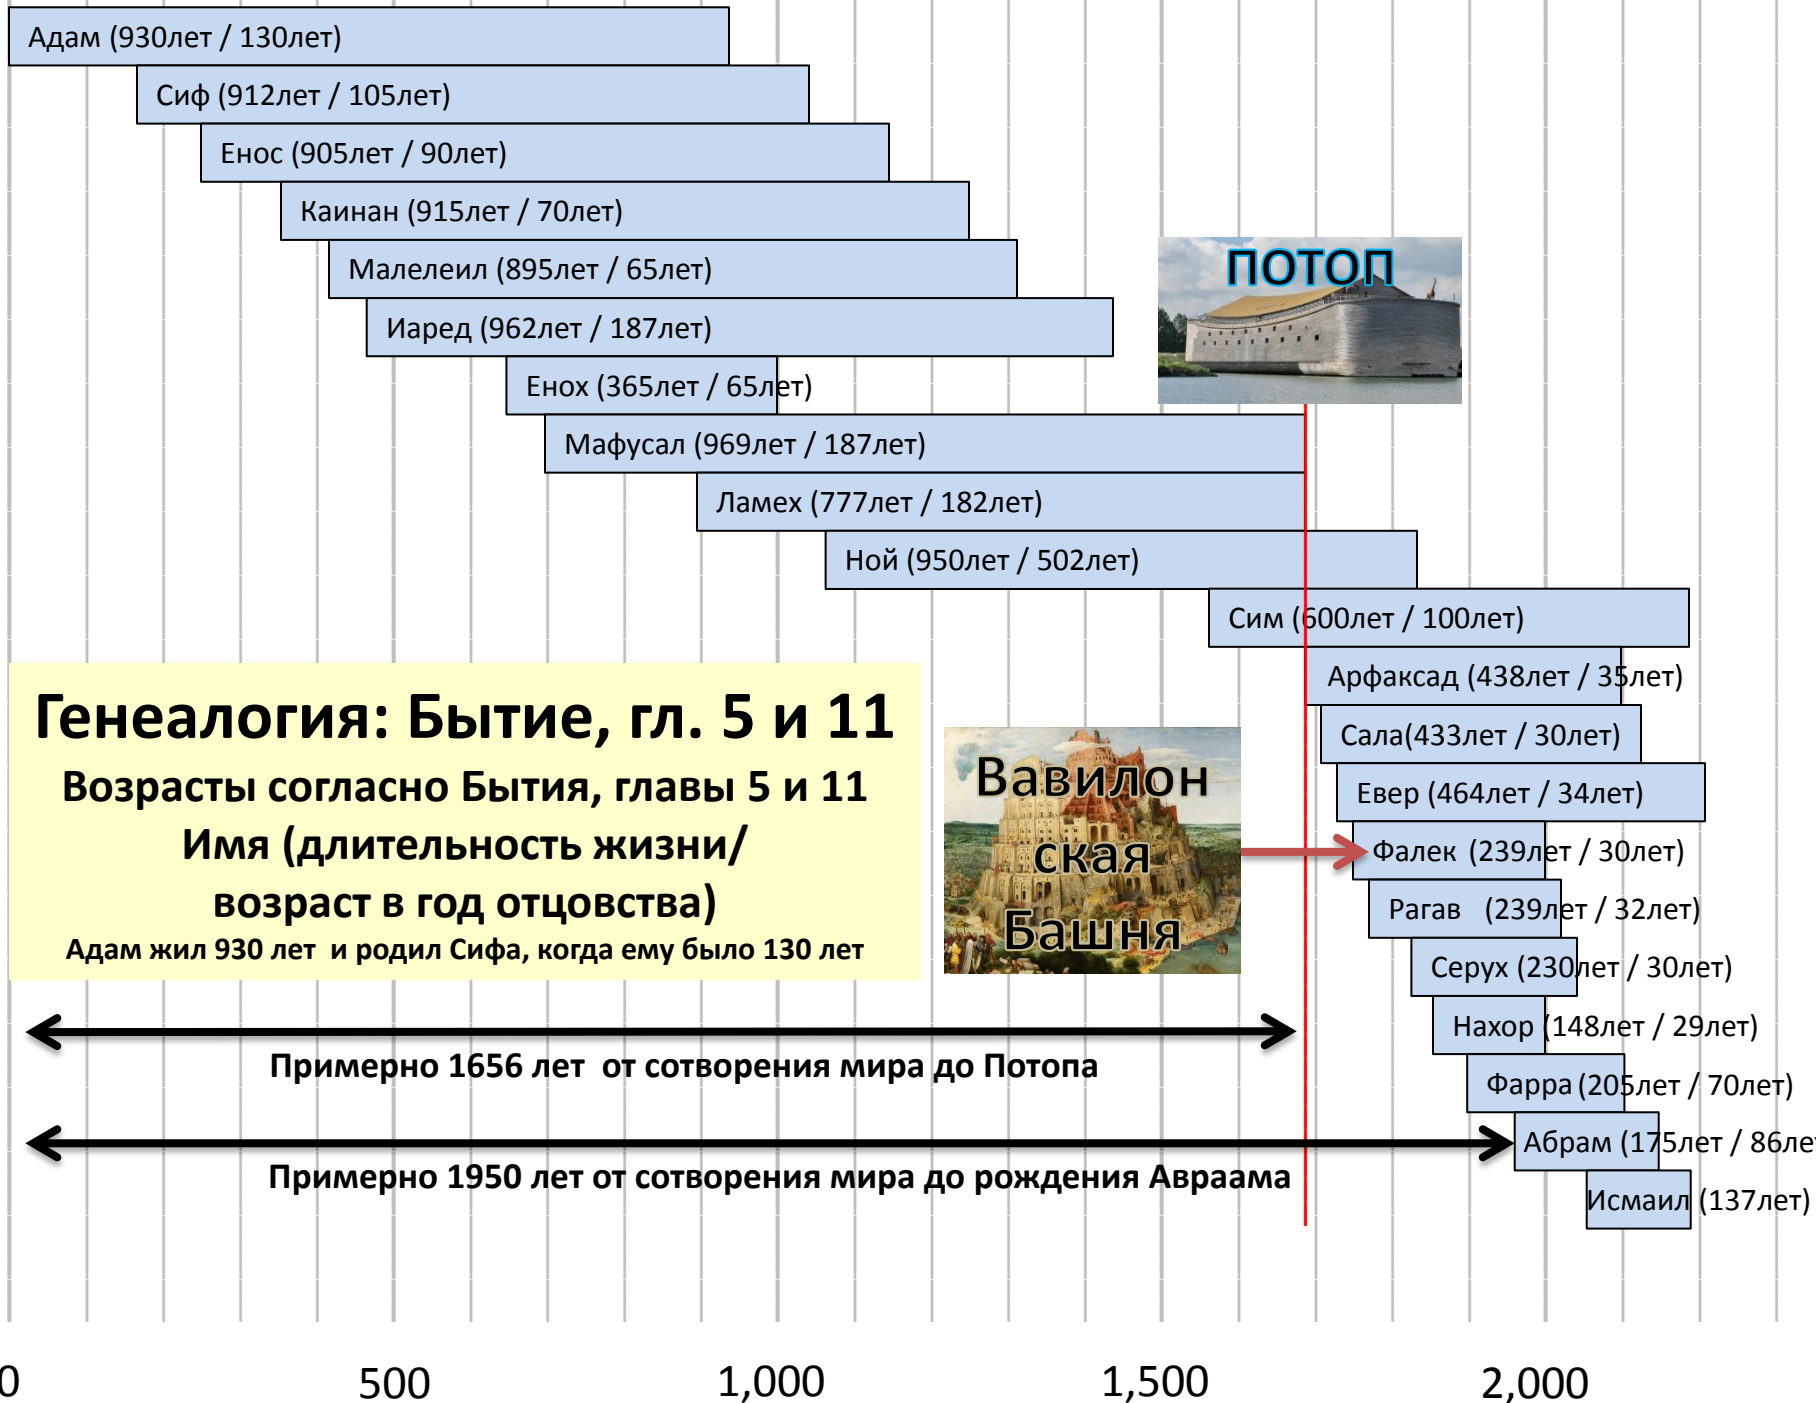 Адам (930лет / 130лет)
Сиф (912лет / 105лет)
Енос (905лет / 90лет)
Каинан (915лет / 70лет)
Малелеил (895лет / 65лет)
ПОТОП
Иаред (962лет / 187лет)
Енох (365лет / 65лет)
Мафусал (969лет / 187лет)
Ламех (777лет / 182лет)
Ной (950лет / 502лет)
Сим (600лет / 100лет)
Арфаксад (438лет / 35лет)
Сала(433лет / 30лет)
Евер (464лет / 34лет)
Фалек (239лет / 30лет)
Рагав (239лет / 32лет)
Серух (230лет / 30лет)
Нахор (148лет / 29лет)
Фарра (205лет / 70лет)
Абрам (175лет / 86лет
Исмаил (137лет)
Генеалогия: Бытие, гл. 5 и 11
Возрасты согласно Бытия, главы 5 и 11
Имя (длительность жизни/
возраст в год отцовства)
Адам жил 930 лет и родил Сифа, когда ему было 130 лет
Вавилон
ская
Башня
Примерно 1656 лет от сотворения мира до Потопа
Примерно 1950 лет от сотворения мира до рождения Авраама
0 500 1,000 1,500 2,000